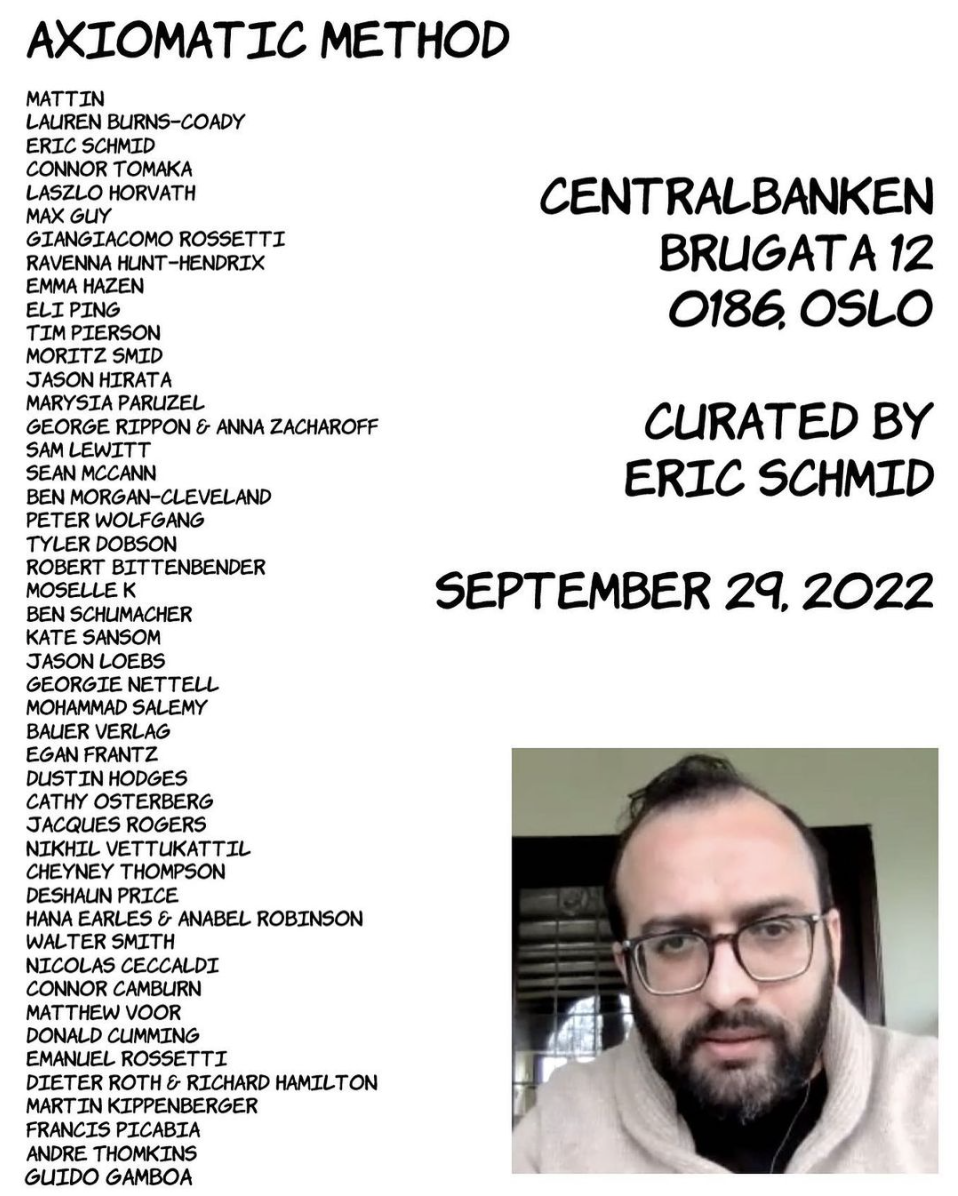 AXIOMATIC METHOD
MATTIN
LAUREN BURNS-COADY
ERIC SCHMID
CONNOR TOMAKA
LASZLO HORVATH
MAX GUY
GIANGIACOMO ROSSETTI
RAVENNA HUNT-HENDRIX
EMMA HAZEN
ELI PING
TIM PIERSON
MORITZ SMID
JASON HIRATA
MARYSIA PARUZEL
GEORGE RIPPON & ANNA ZACHAROFF
SAM LEWITT
SEAN MCCANN
BEN MORGAN-CLEVELAND
PETER WOLFGANG
TYLER DOBSON
ROBERT BITTENBENDER
MOSELLE K
BEN SCHUMACHER
KATE SANSOM
JASON LOEBS
GEORGIE NETTELL
MOHAMMAD SALEMY
BAUER VERLAG
EGAN FRANTZ
DUSTIN HODGES
CATHY OSTERBERG
JACQUES ROGERS
NIKHIL VETTUKATTIL
CHEYNEY THOMPSON
DESHAUN PRICE
HANA EARLES & ANABEL ROBINSON
WALTER SMITH
NICOLAS CECCALDI
CONNOR CAMBURN
MATTHEW VOOR
DONALD CUMMING
EMANUEL ROSSETTI
DIETER ROTH & RICHARD HAMILTON
MARTIN KIPPENBERGER
FRANCIS PICABIA
ANDRE THOMKINS
GUIDO GAMBOA
CENTRALBANKEN
BRUGATA 12
0186, OSLO
CURATED BY
ERIC SCHMID
SEPTEMBER 29, 2022